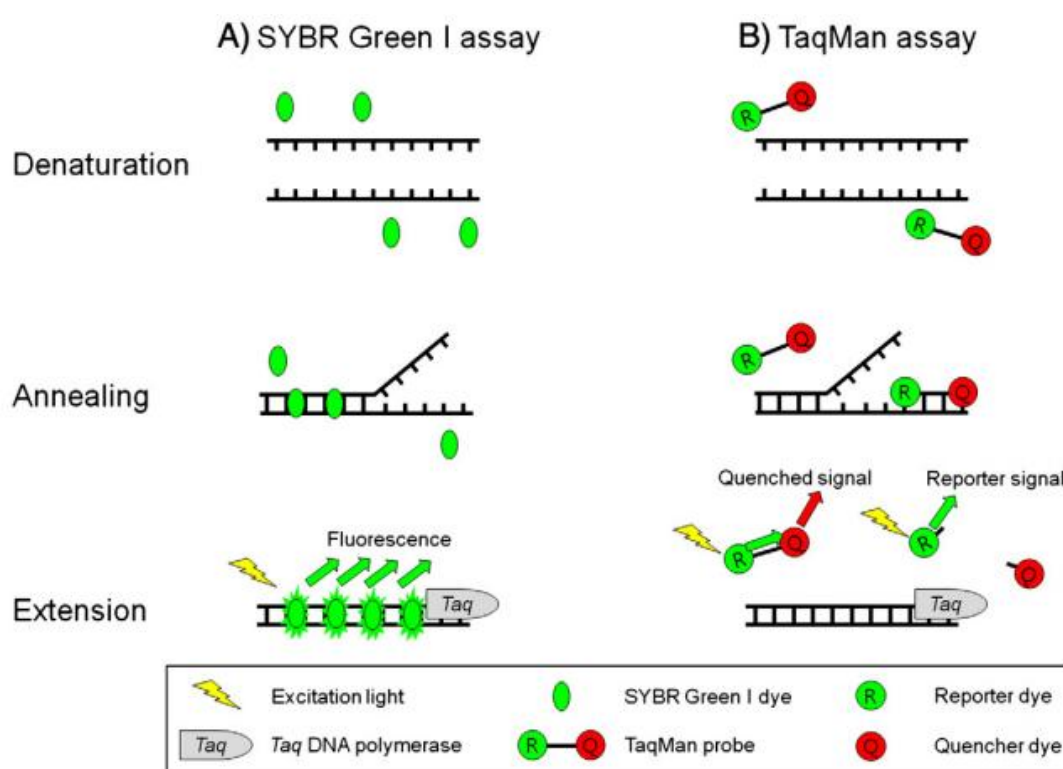 A) SYBR Green I assay
B) TaqMan assay
Denaturation
R Q
R Q
Annealing
R Q
R Q
Quenched signal
Reporter signal
R Q
R
Q
Fluorescence
Extension
Taq
Taq
Excitation light
SYBR Green I dye
R Reporter dye
Taq Taq DNA polymerase
R Q TaqMan probe
Q Quencher dye